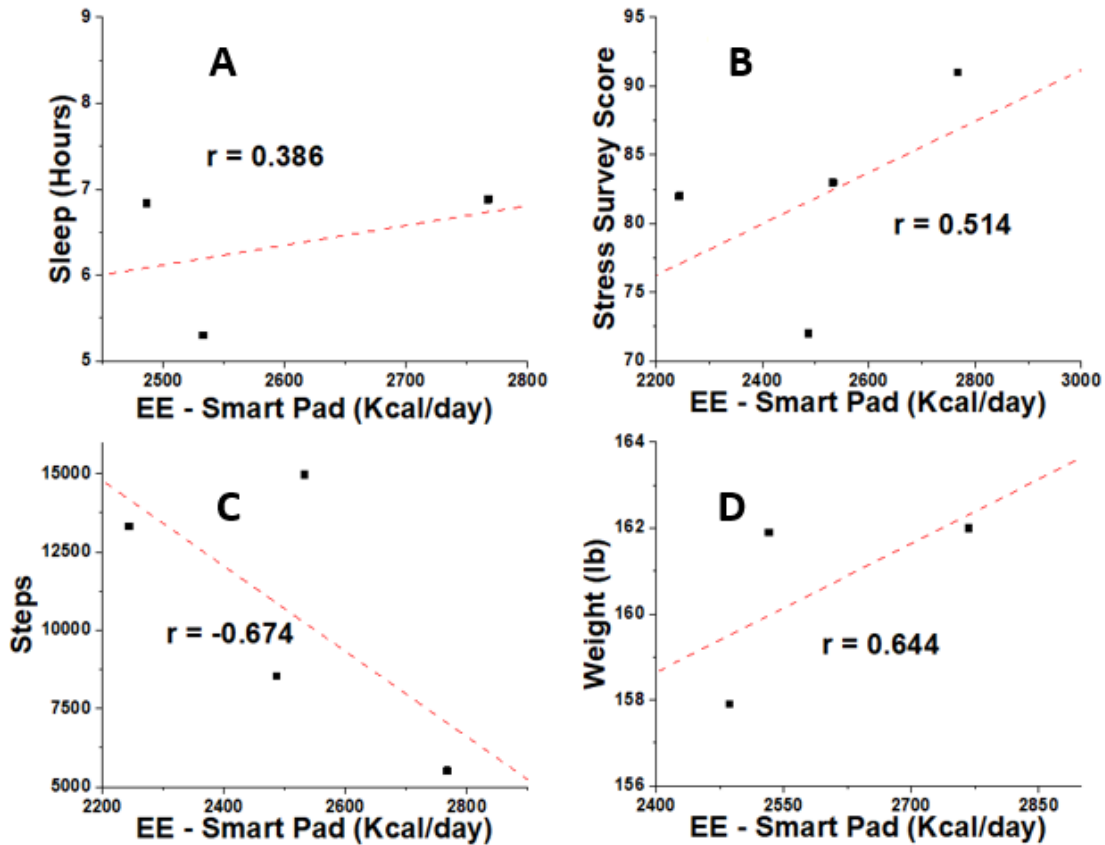 A
Sleep (Hours)
9
8
7
6
5
r = 0.386
2500
2600
2700
2800
EE - Smart Pad (Kcal/day)
B
Stress Survey Score
95
90
85
80
75
70
r = 0.514
2200
2400
2600
2800
3000
EE - Smart Pad (Kcal/day)
C
Steps
15000
12500
10000
7500
5000
r = -0.674
2200
2400
2600
2800
EE - Smart Pad (Kcal/day)
D
Weight (lb)
164
162
160
158
156
r = 0.644
2400
2550
2700
2850
EE - Smart Pad (Kcal/day)